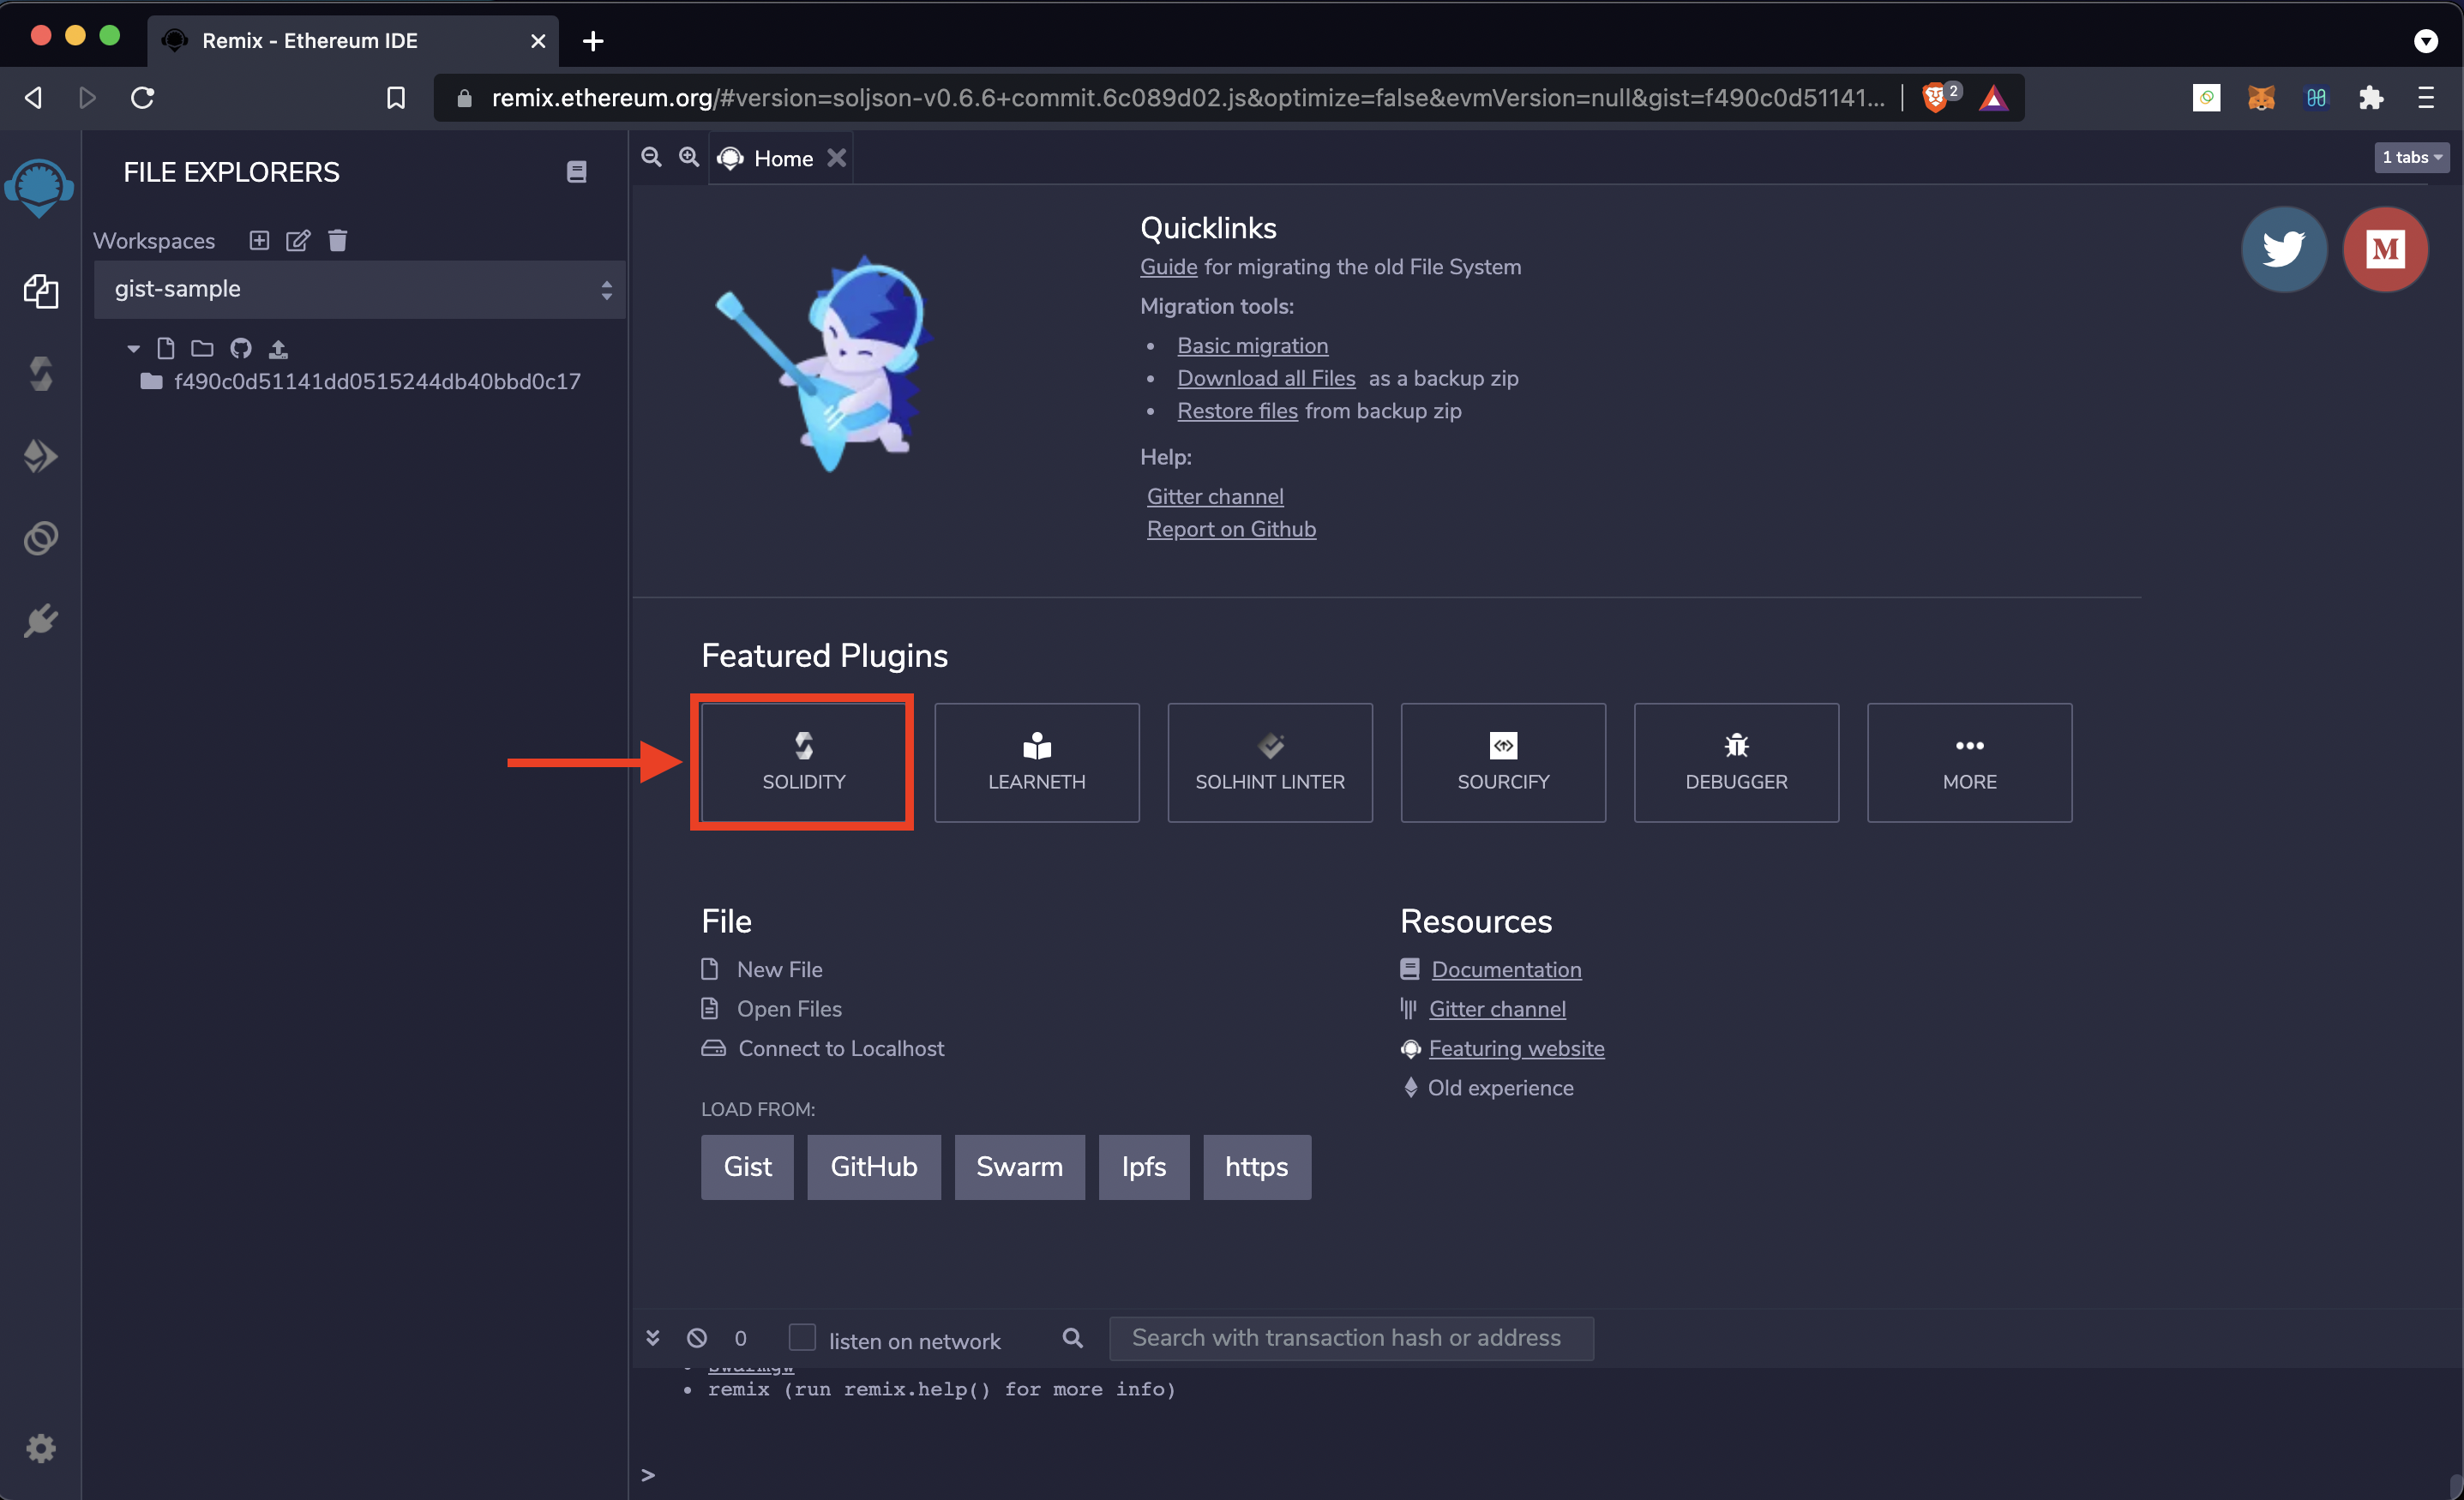 Remix - Ethereum IDE
remix.ethereum.org/#version=soljson-v0.6.6+commit.6c089d02.js&optimize=false&evmVersion=null&gist=f490c0d51141...
2
FILE EXPLORERS
Workspaces
gist-sample
f490c0d51141dd0515244db40bbd0c17
Home
1 tabs
Quicklinks
Guide for migrating the old File System
Migration tools:
Basic migration
Download all Files as a backup zip
Restore files from backup zip
Help:
Gitter channel
Report on Github
M
Featured Plugins
SOLIDITY
LEARNETH
SOLHINT LINTER
SOURCIFY
DEBUGGER
MORE
File
New File
Open Files
Connect to Localhost
LOAD FROM:
Gist
GitHub
Swarm
Ipfs
https
Resources
Documentation
Gitter channel
Featuring website
Old experience
0
listen on network
Search with transaction hash or address
swarmgw
remix (run remix.help() for more info)
>